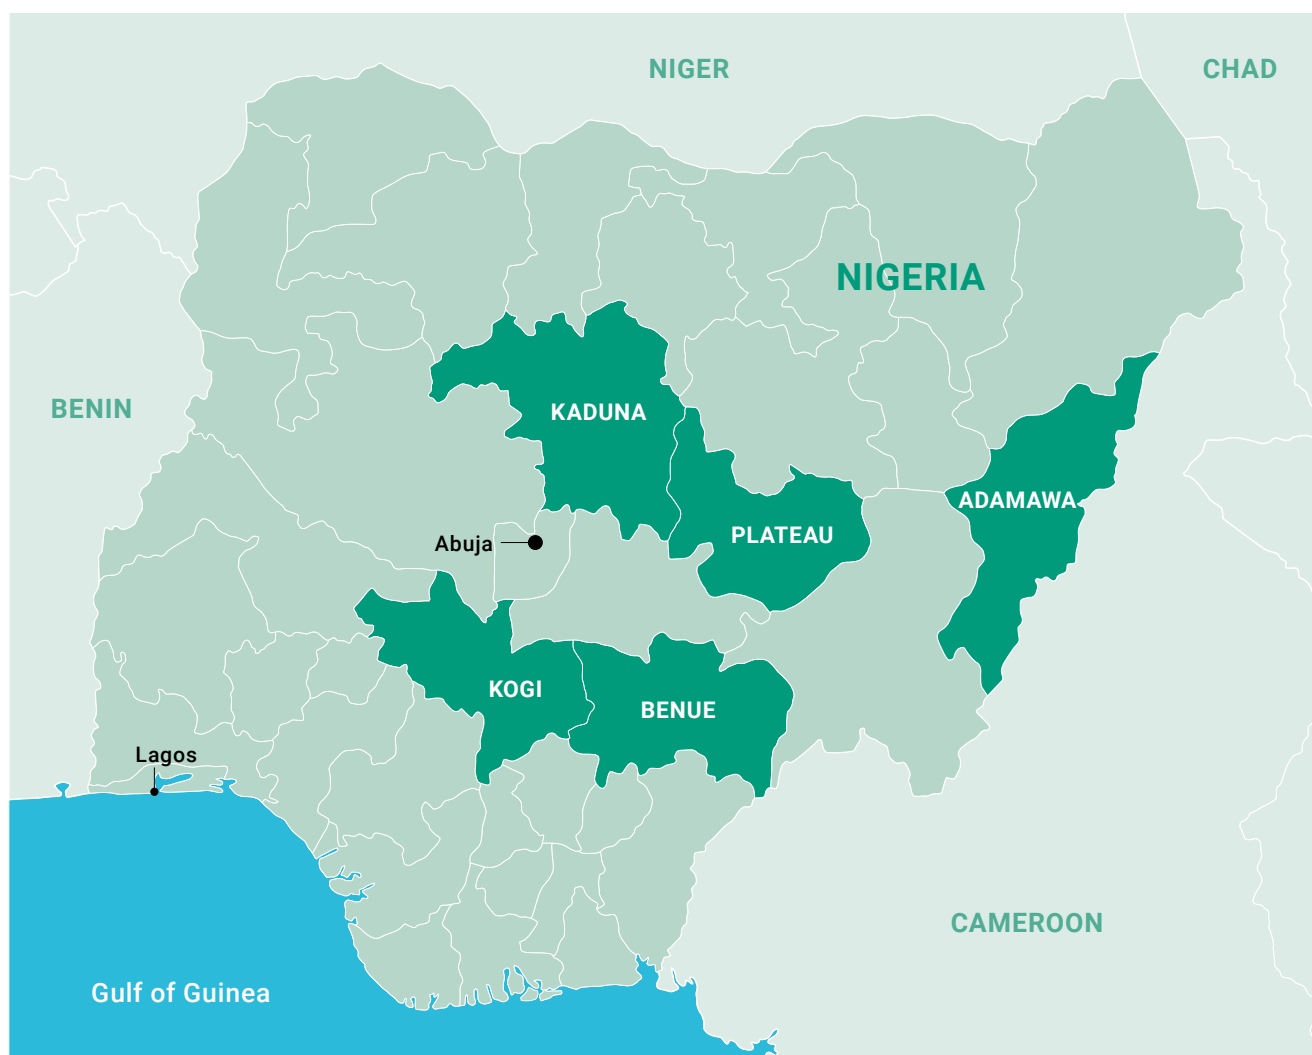 NIGER
CHAD
NIGERIA
BENIN
KADUNA
ADAMAWA
PLATEAU
Abuja
KOGI
BENUE
Lagos
CAMEROON
Gulf of Guinea